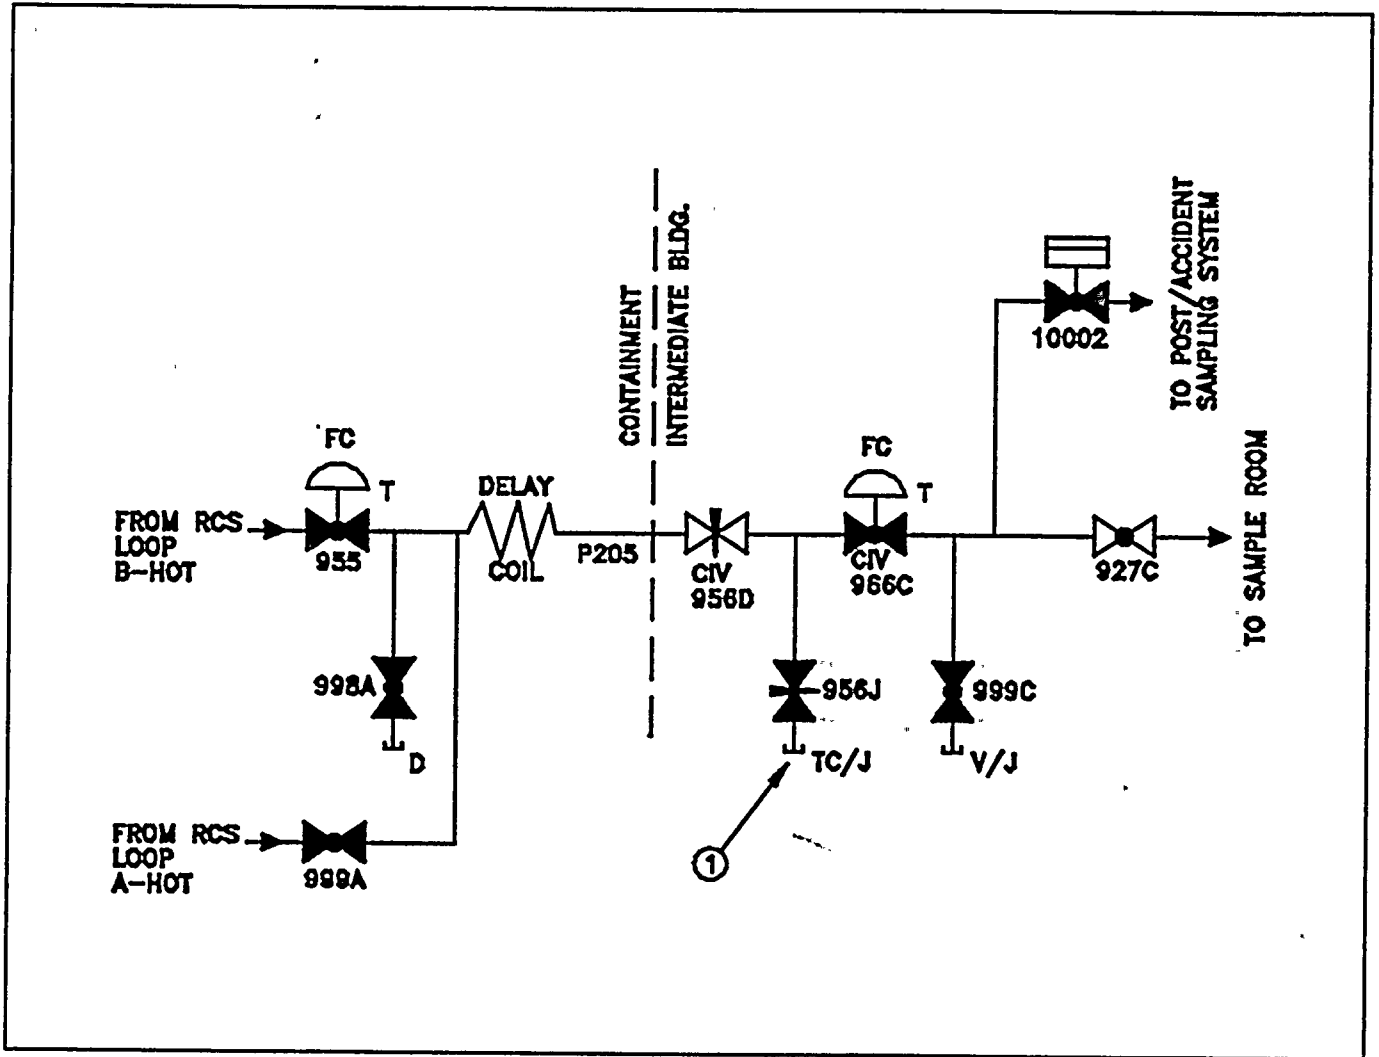 CONTAINMENT
INTERMEDIATE BLDG.
TO POST/ACCIDENT
SAMPLING SYSTEM
10002
FC
T
FROM RCS
LOOP
B-HOT
955
DELAY
COIL
P205
CIV
956D
FC
T
CIV
966C
927C
TO SAMPLE ROOM
998A
D
956J
TC/J
999C
V/J
FROM RCS
LOOP
A-HOT
999A
1